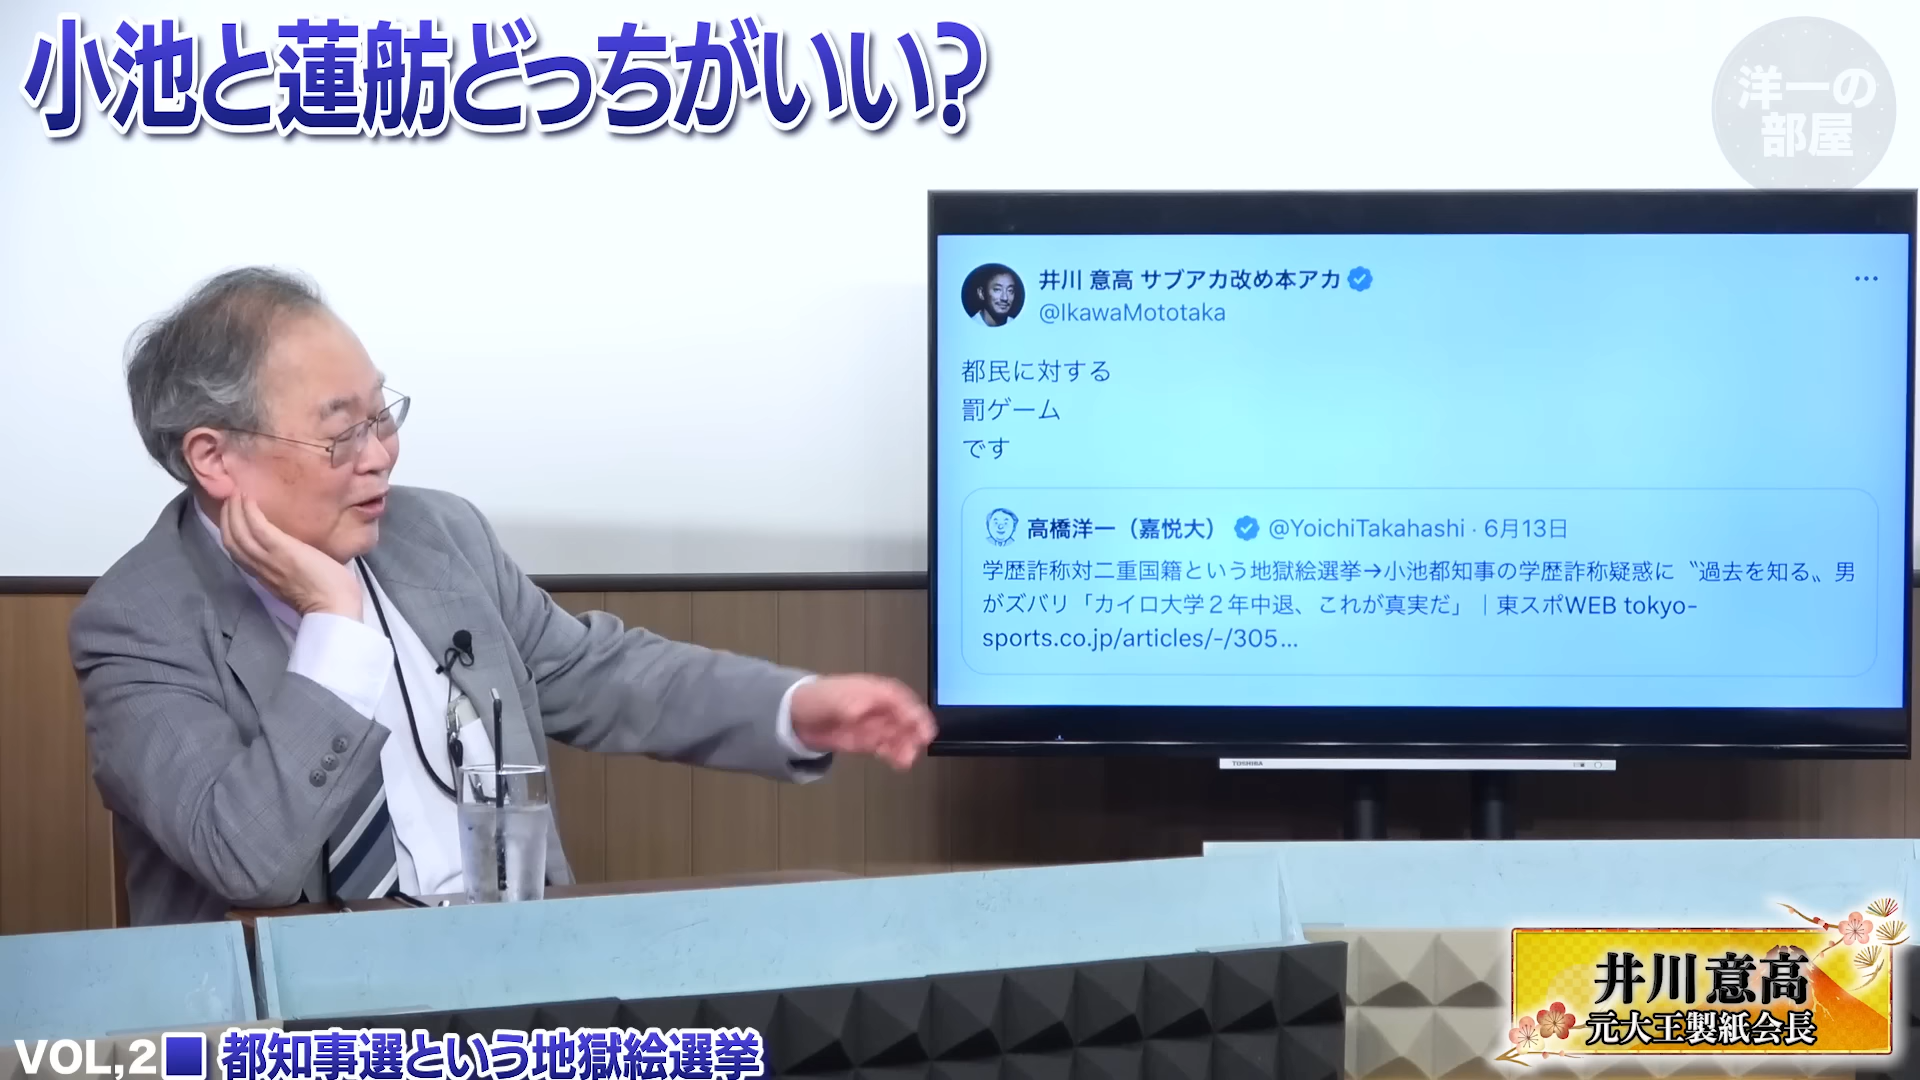 小池と蓮舫どっちがいい?
洋一の
部屋
井川 意高 サブアカ改め本アカ
@IkawaMototaka
都民に対する
罰ゲーム
です
高橋洋一（嘉悦大） @YoichiTakahashi · 6月13日
学歴詐称対二重国籍という地獄絵選挙→小池都知事の学歴詐称疑惑に〝過去を知る〟男
がズバリ「カイロ大学２年中退、これが真実だ」｜東スポWEB tokyo-
sports.co.jp/articles/-/305...
TOSHIBA
井川意高
元大王製紙会長
VOL,2■ 都知事選という地獄絵選挙